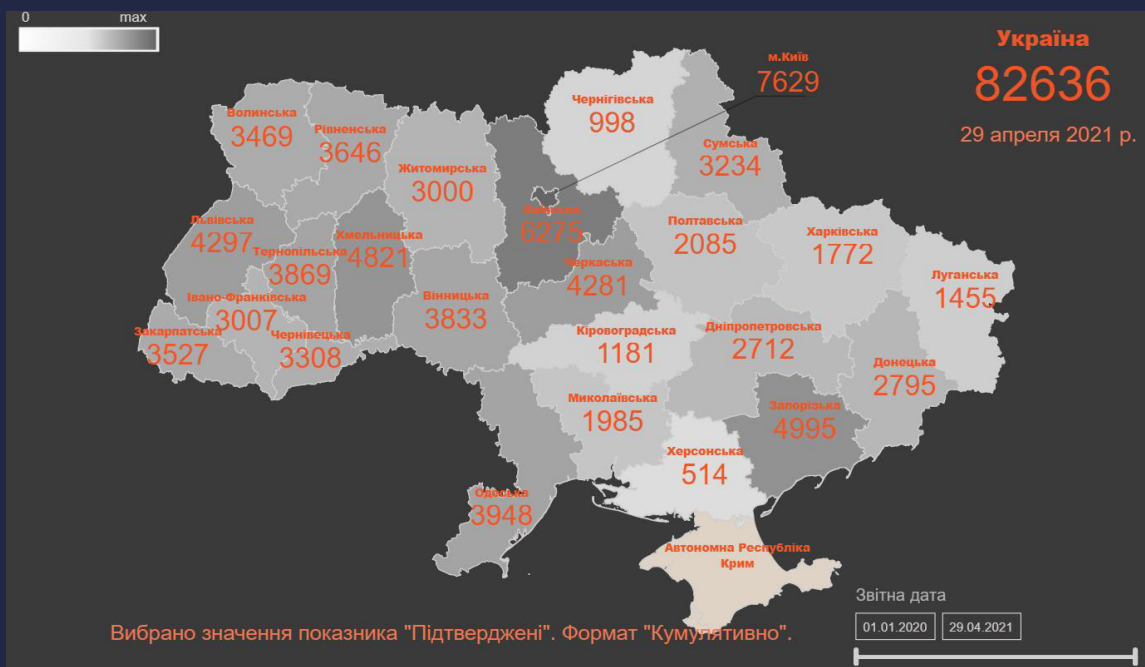 0 max
Україна
82636
29 апреля 2021 р.
м.Київ
7629
Чернігівська
998
Волинська
3469
Рівненська
3646
Сумська
3234
Житомирська
3000
Київська
6275
Львівська
4297
Хмельницька
4821
Полтавська
2085
Харківська
1772
Тернопільська
3869
Черкаська
4281
Луганська
1455
Івано-Франківська
3007
Вінницька
3833
Закарпатська
3527
Чернівецька
3308
Кіровоградська
1181
Дніпропетровська
2712
Донецька
2795
Миколаївська
1985
Запорізька
4995
Херсонська
514
Одеська
3948
Автономна Республіка
Крим
Звітна дата
01.01.2020 29.04.2021
Вибрано значення показника "Підтверджені". Формат "Кумулятивно".